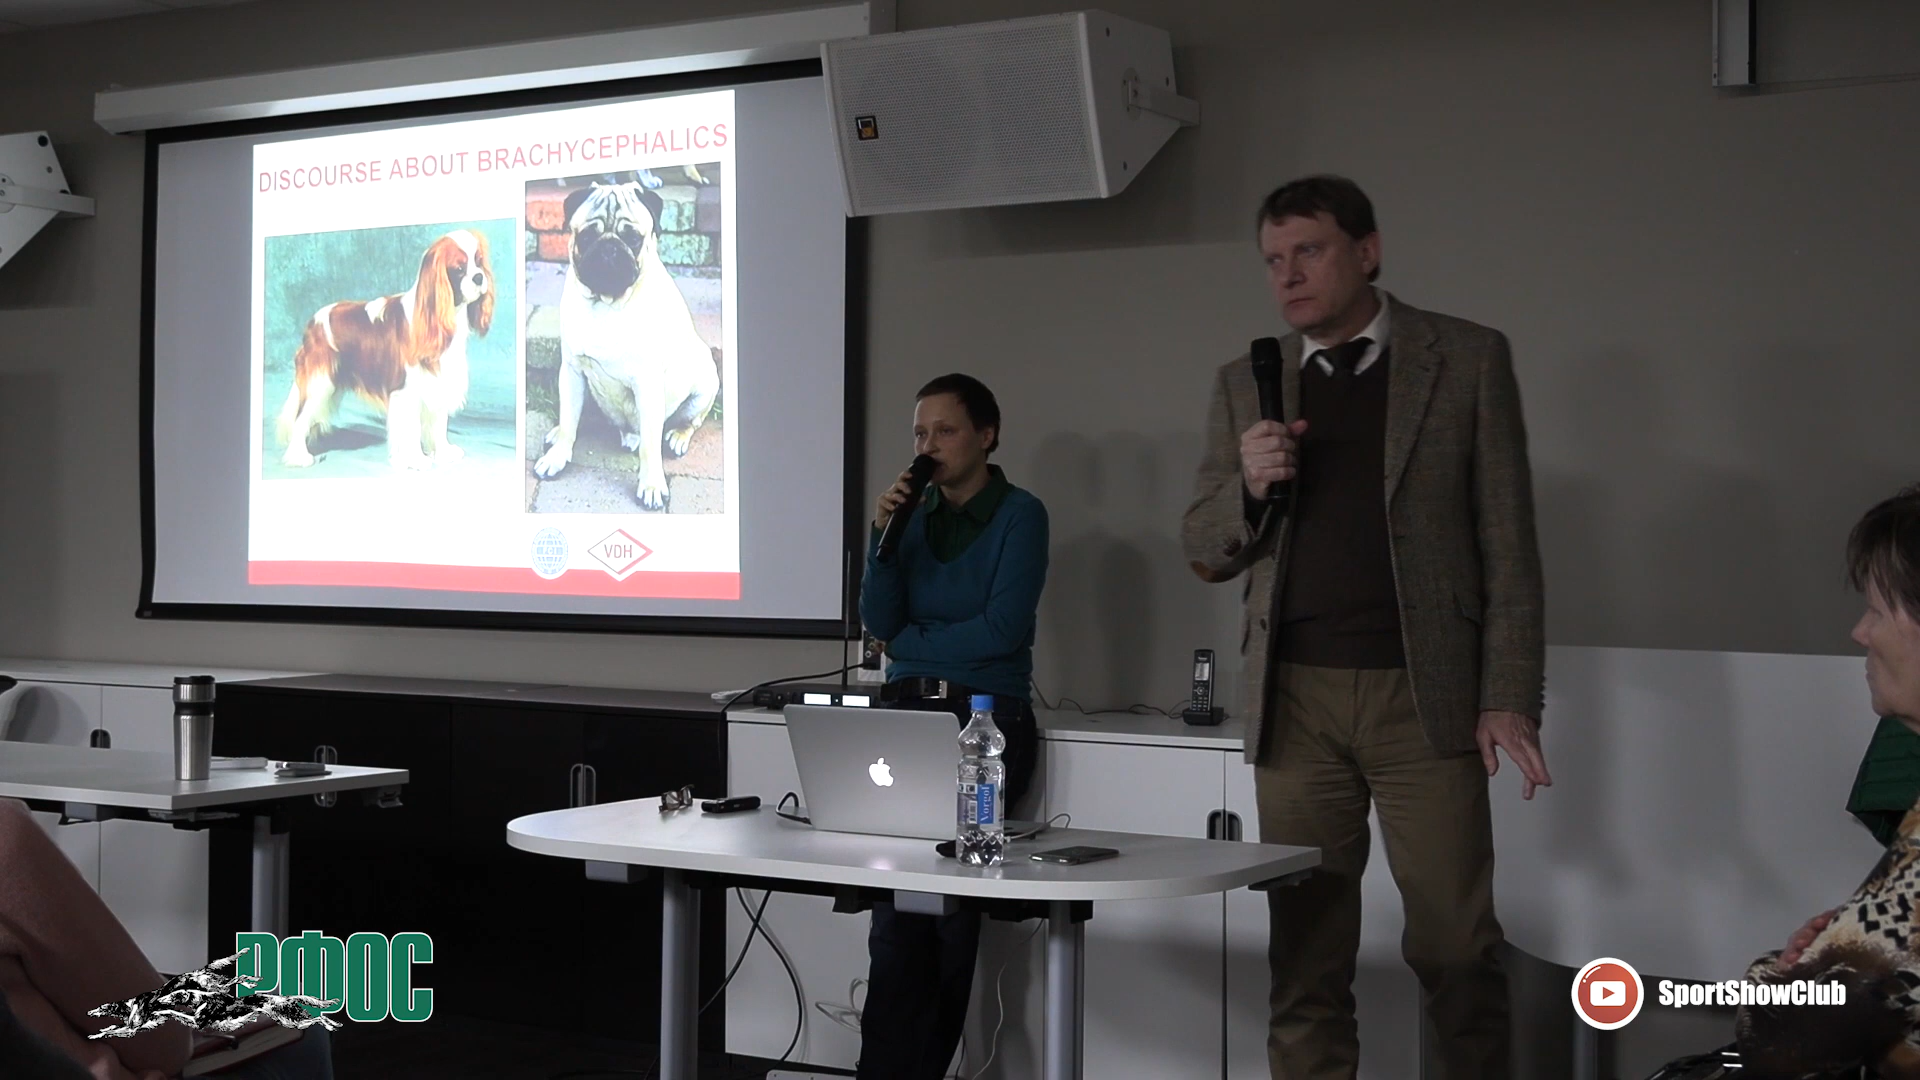 DISCOURSE ABOUT BRACHYCEPHALICS
VDH
Vorgol
РФОС
SportShowClub